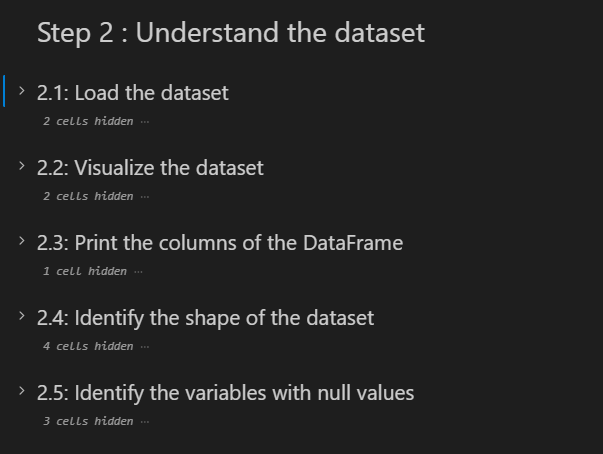 Step 2 : Understand the dataset
2.1: Load the dataset
2 cells hidden ...
2.2: Visualize the dataset
2 cells hidden ...
2.3: Print the columns of the DataFrame
1 cell hidden ...
2.4: Identify the shape of the dataset
4 cells hidden ...
2.5: Identify the variables with null values
3 cells hidden ...